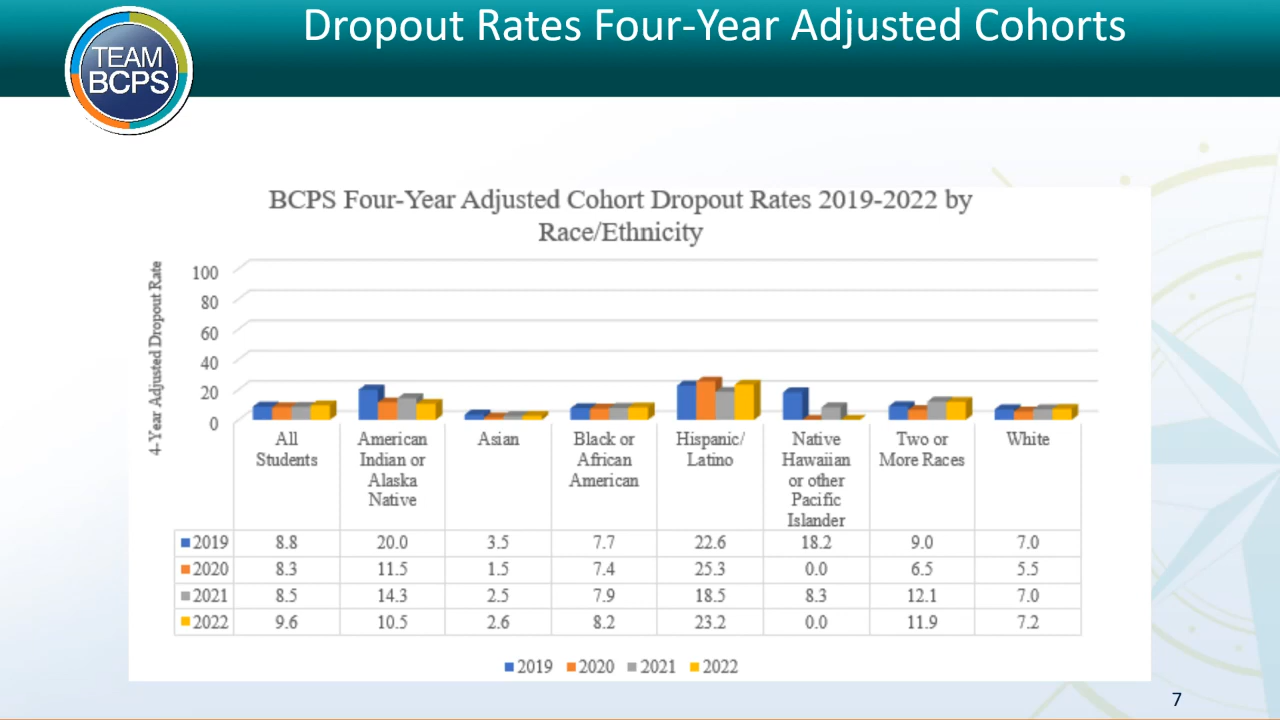 Dropout Rates Four-Year Adjusted Cohorts
TEAM
BCPS
BCPS Four-Year Adjusted Cohort Dropout Rates 2019-2022 by
Race/Ethnicity
4-Year Adjusted Dropout Rate
100
80
60
40
20
0
All Students
American Indian or Alaska Native
Asian
Black or African American
Hispanic/ Latino
Native Hawaiian or other Pacific Islander
Two or More Races
White
2019 8.8 20.0 3.5 7.7 22.6 18.2 9.0 7.0
2020 8.3 11.5 1.5 7.4 25.3 0.0 6.5 5.5
2021 8.5 14.3 2.5 7.9 18.5 8.3 12.1 7.0
2022 9.6 10.5 2.6 8.2 23.2 0.0 11.9 7.2
2019 2020 2021 2022
7